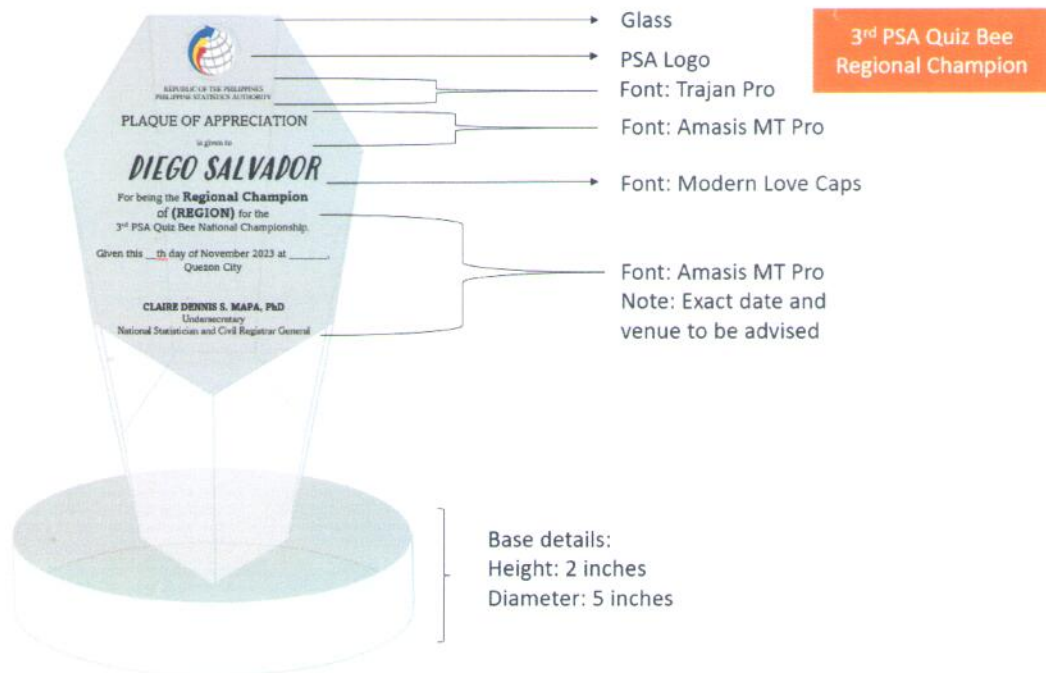 REPUBLIC OF THE PHILIPPINES
PHILIPPINE STATISTICS AUTHORITY
PLAQUE OF APPRECIATION
is given to
DIEGO SALVADOR
For being the Regional Champion
of (REGION) for the
3rd PSA Quiz Bee National Championship.
Given this __th day of November 2023 at ______,
Quezon City
CLAIRE DENNIS S. MAPA, PhD
Undersecretary
National Statistician and Civil Registrar General
Glass
PSA Logo
Font: Trajan Pro
Font: Amasis MT Pro
Font: Modern Love Caps
Font: Amasis MT Pro
Note: Exact date and
venue to be advised
3rd PSA Quiz Bee
Regional Champion
Base details:
Height: 2 inches
Diameter: 5 inches